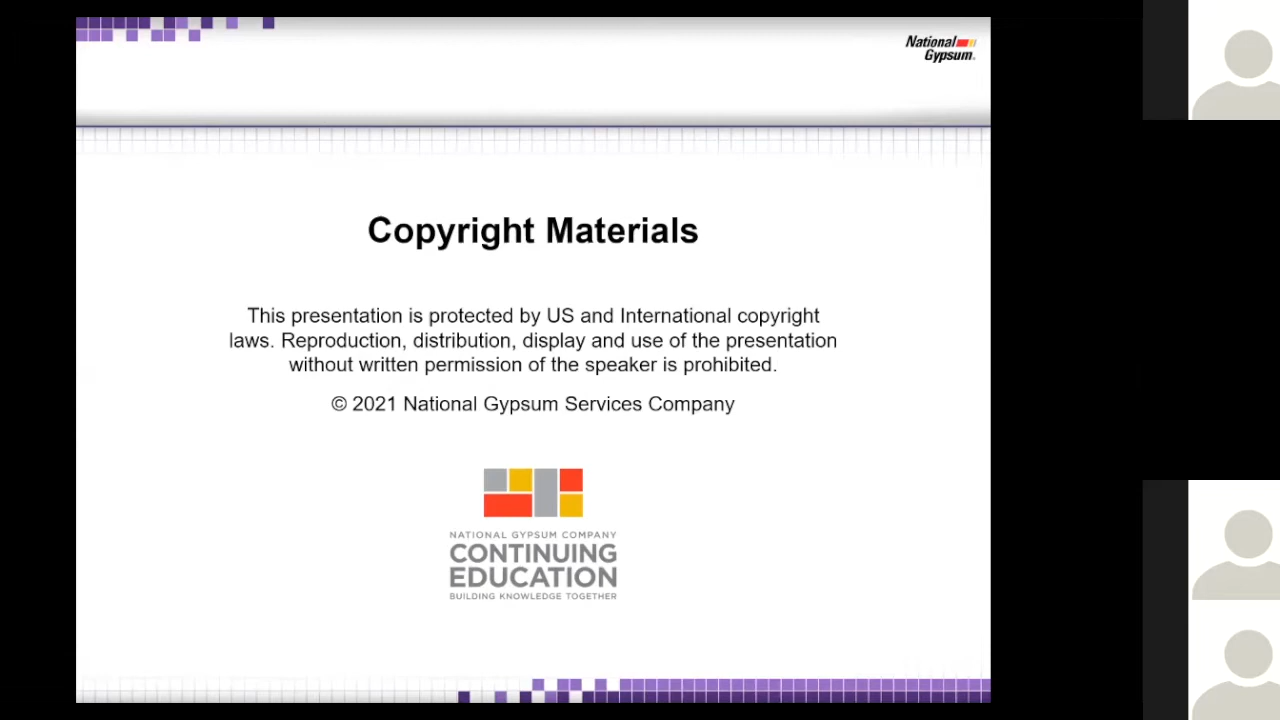 National
Gypsum
Copyright Materials
This presentation is protected by US and International copyright
laws. Reproduction, distribution, display and use of the presentation
without written permission of the speaker is prohibited.
© 2021 National Gypsum Services Company
NATIONAL GYPSUM COMPANY
CONTINUING
EDUCATION
BUILDING KNOWLEDGE TOGETHER